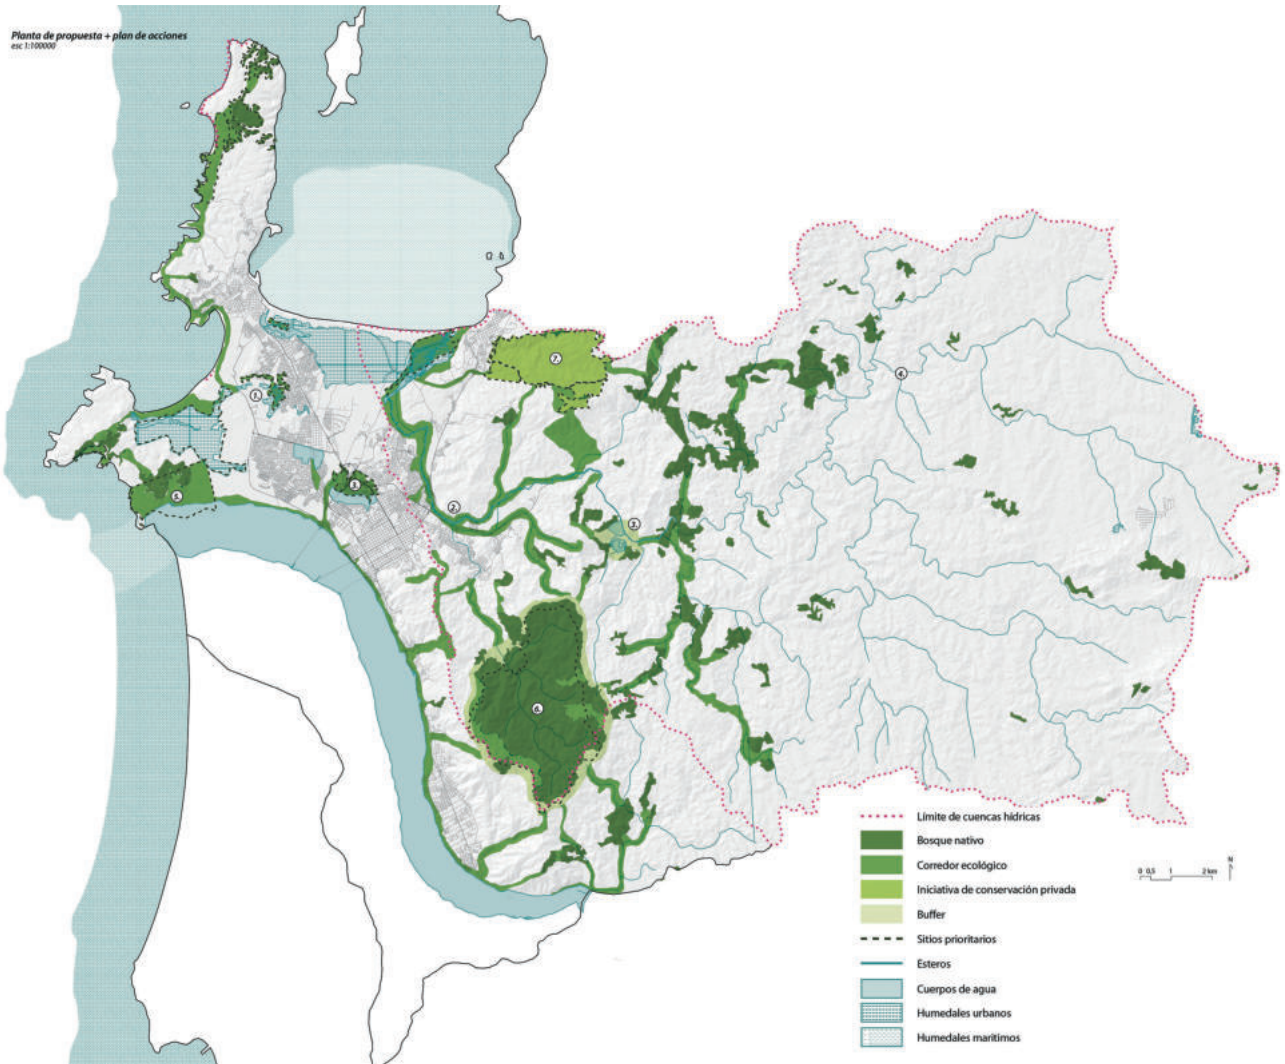 Planta de propuesta + plan de acciones
esc 1:100000
7.
4.
1.
3.
5.
2.
3.
6.
Límite de cuencas hídricas
Bosque nativo
Corredor ecológico
Iniciativa de conservación privada
Buffer
Sitios prioritarios
Esteros
Cuerpos de agua
Humedales urbanos
Humedales marítimos
0 0,5 1 2 km
N